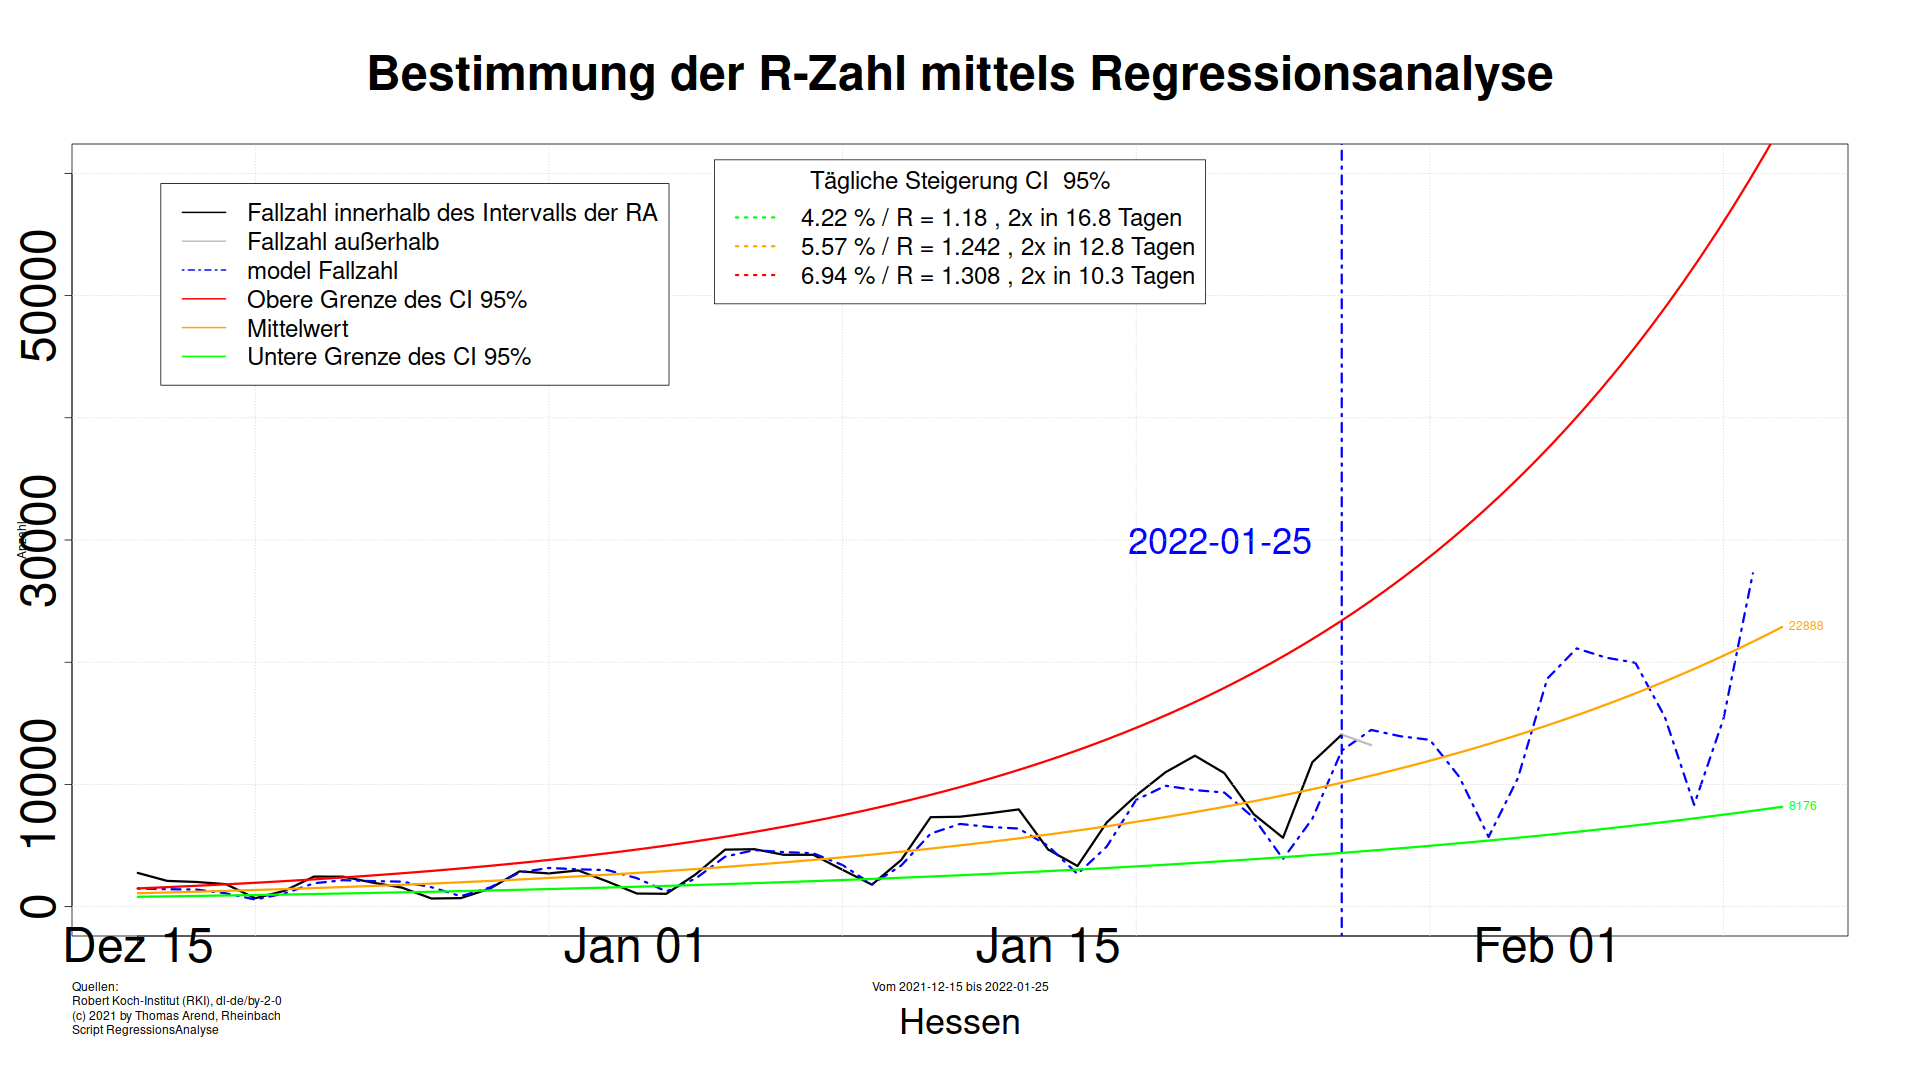 Bestimmung der R-Zahl mittels Regressionsanalyse
Fallzahl innerhalb des Intervalls der RA
Fallzahl außerhalb
model Fallzahl
Obere Grenze des CI 95%
Mittelwert
Untere Grenze des CI 95%
Tägliche Steigerung CI  95%
4.22 % / R = 1.18 , 2x in 16.8 Tagen
5.57 % / R = 1.242 , 2x in 12.8 Tagen
6.94 % / R = 1.308 , 2x in 10.3 Tagen
50000
30000
10000
0
Anzahl
2022-01-25
22888
8176
Dez 15
Jan 01
Jan 15
Feb 01
Quellen:
Robert Koch-Institut (RKI), dl-de/by-2-0
(c) 2021 by Thomas Arend, Rheinbach
Script RegressionsAnalyse
Vom 2021-12-15 bis 2022-01-25
Hessen